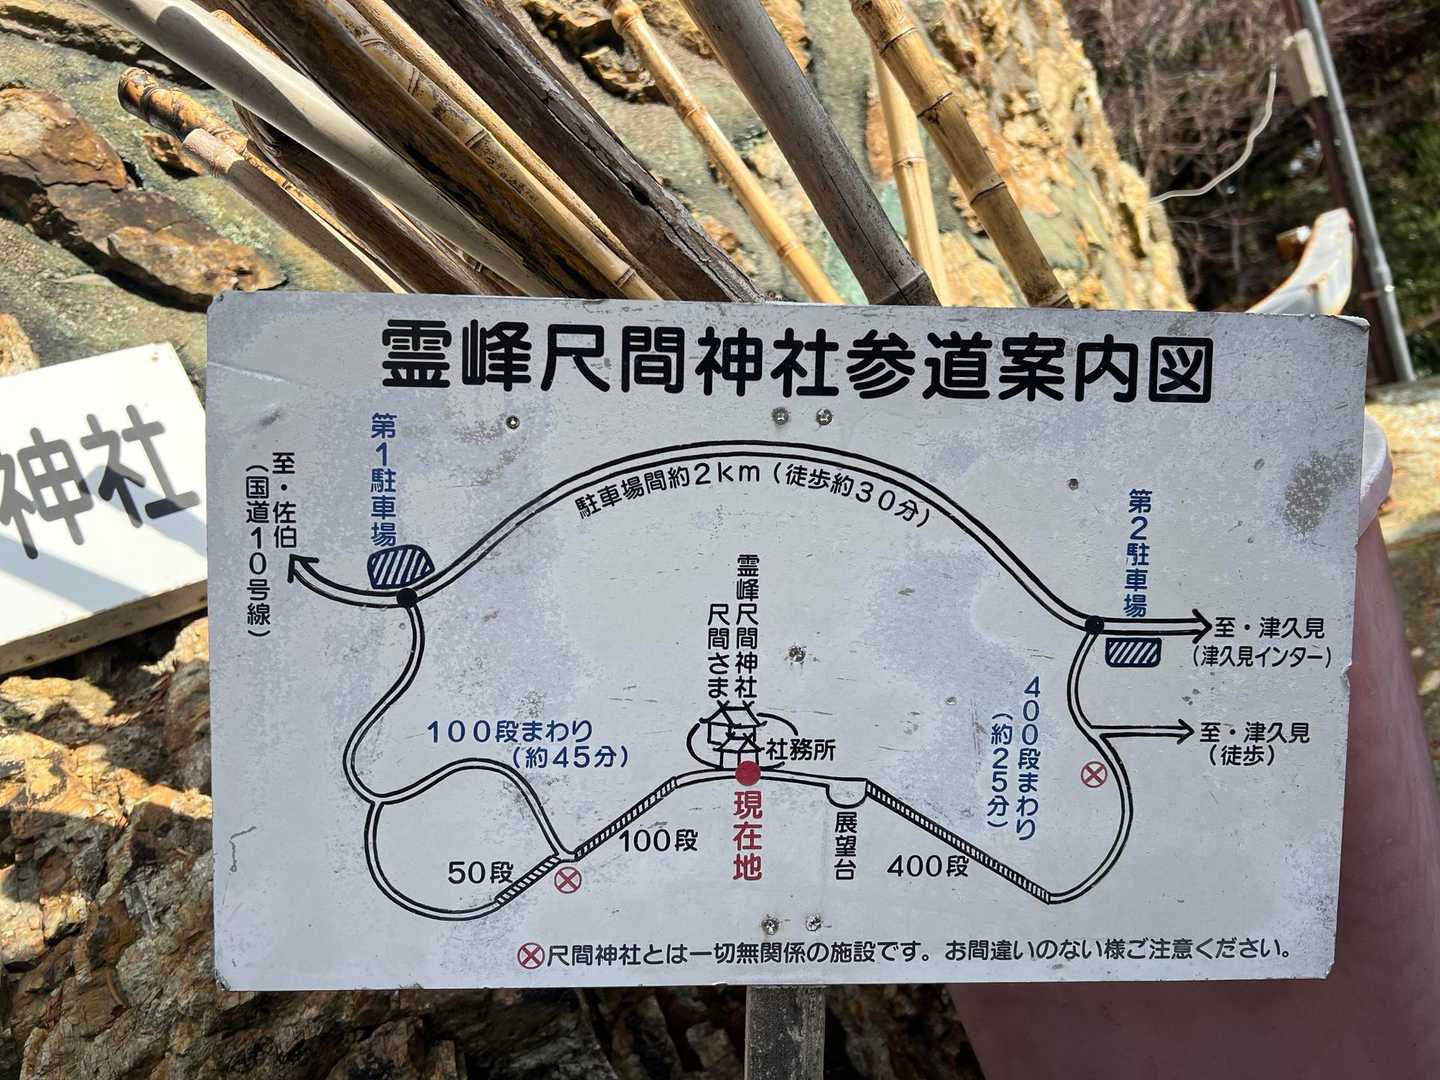 霊峰尺間神社参道案内図
神社
至・佐伯
(国道10号線)
第1駐車場
駐車場間約2km(徒歩約30分)
第2駐車場
至・津久見
(津久見インター)
霊峰尺間神社
尺間さま
社務所
現在地
100段まわり
(約45分)
400段まわり
(約25分)
至・津久見
(徒歩)
50段
100段
展望台
400段
尺間神社とは一切無関係の施設です。お間違いのない様ご注意ください。